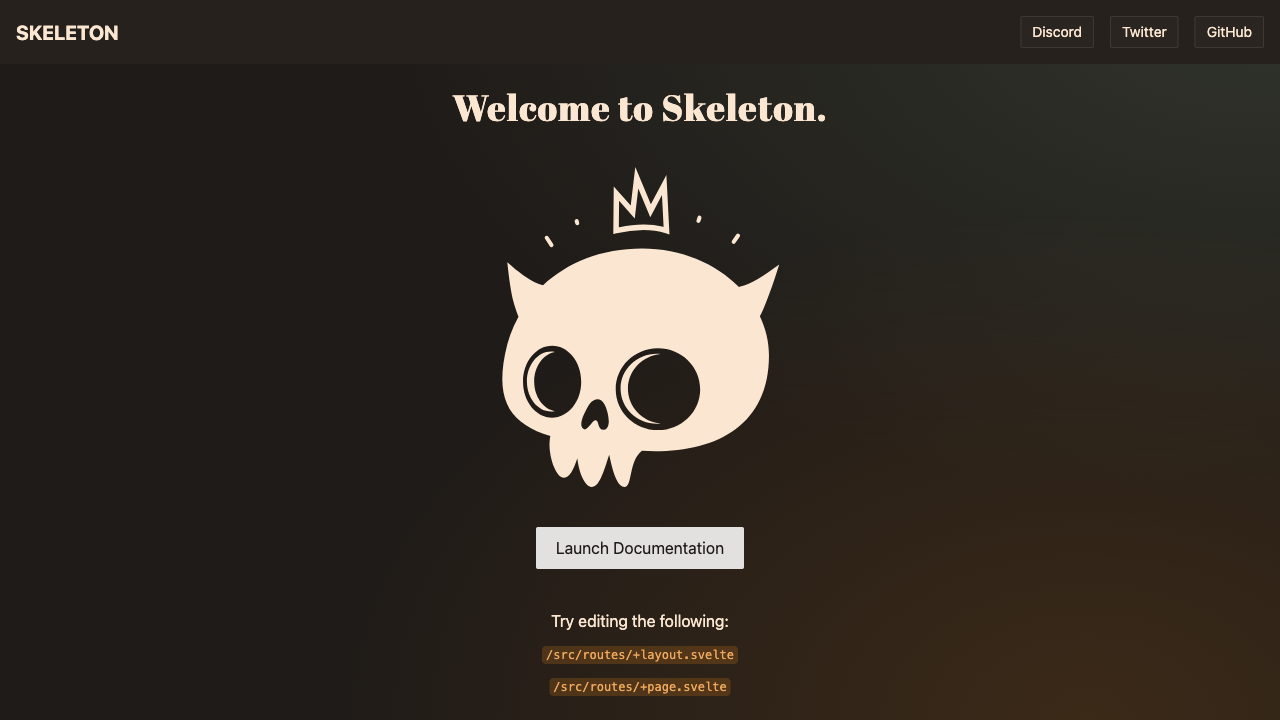 SKELETON
Discord
Twitter
GitHub
Welcome to Skeleton.
Launch Documentation
Try editing the following:
/src/routes/+layout.svelte
/src/routes/+page.svelte